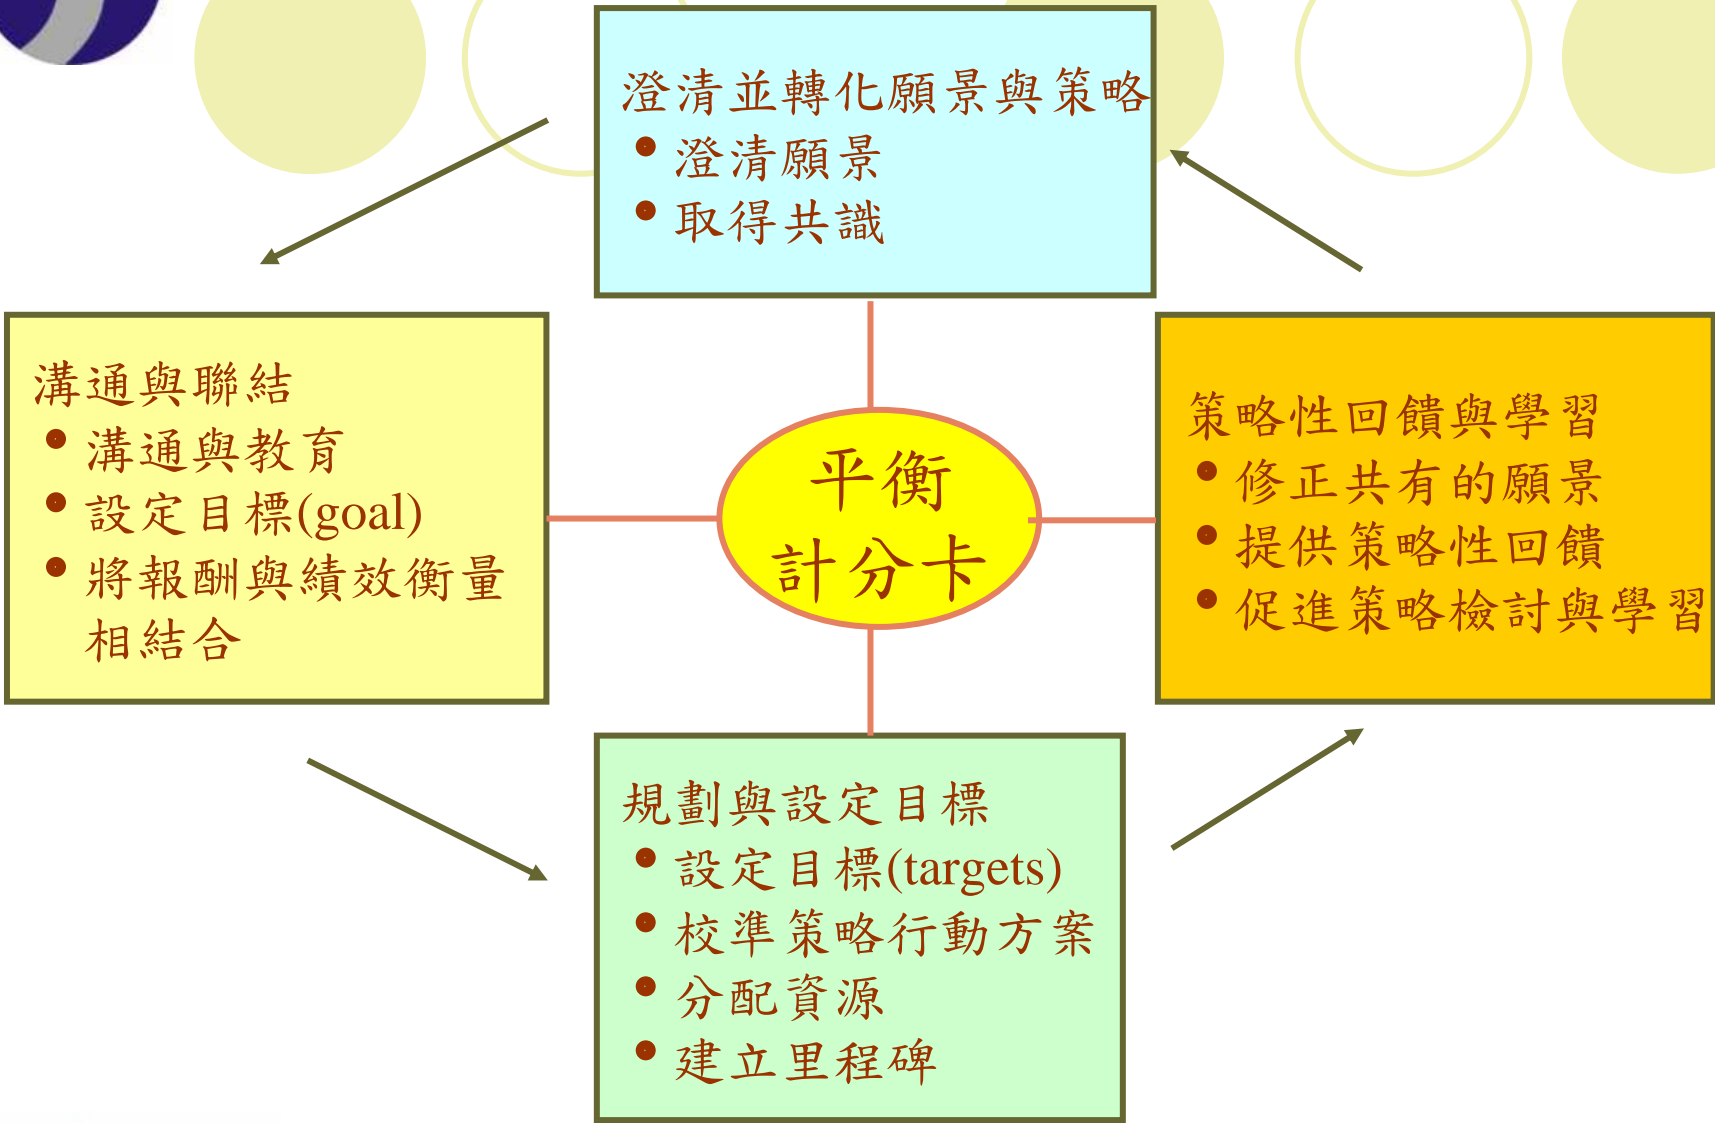 澄清並轉化願景與策略
• 澄清願景
• 取得共識
溝通與聯結
• 溝通與教育
• 設定目標(goal)
• 將報酬與績效衡量
相結合
平衡
計分卡
策略性回饋與學習
• 修正共有的願景
• 提供策略性回饋
• 促進策略檢討與學習
規劃與設定目標
• 設定目標(targets)
• 校準策略行動方案
• 分配資源
• 建立里程碑